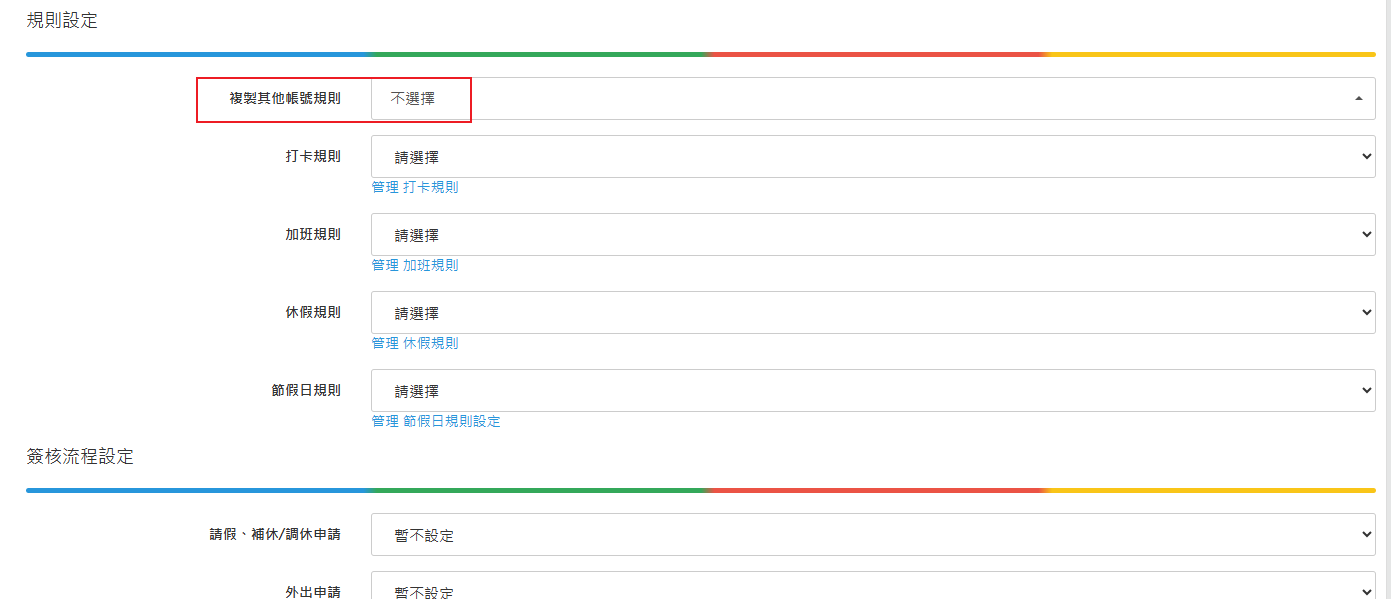 規則設定
複製其他帳號規則 不選擇
打卡規則 請選擇
管理 打卡規則
加班規則 請選擇
管理 加班規則
休假規則 請選擇
管理 休假規則
節假日規則 請選擇
管理 節假日規則設定
簽核流程設定
請假、補休/調休申請 暫不設定
外出申請 暫不設定